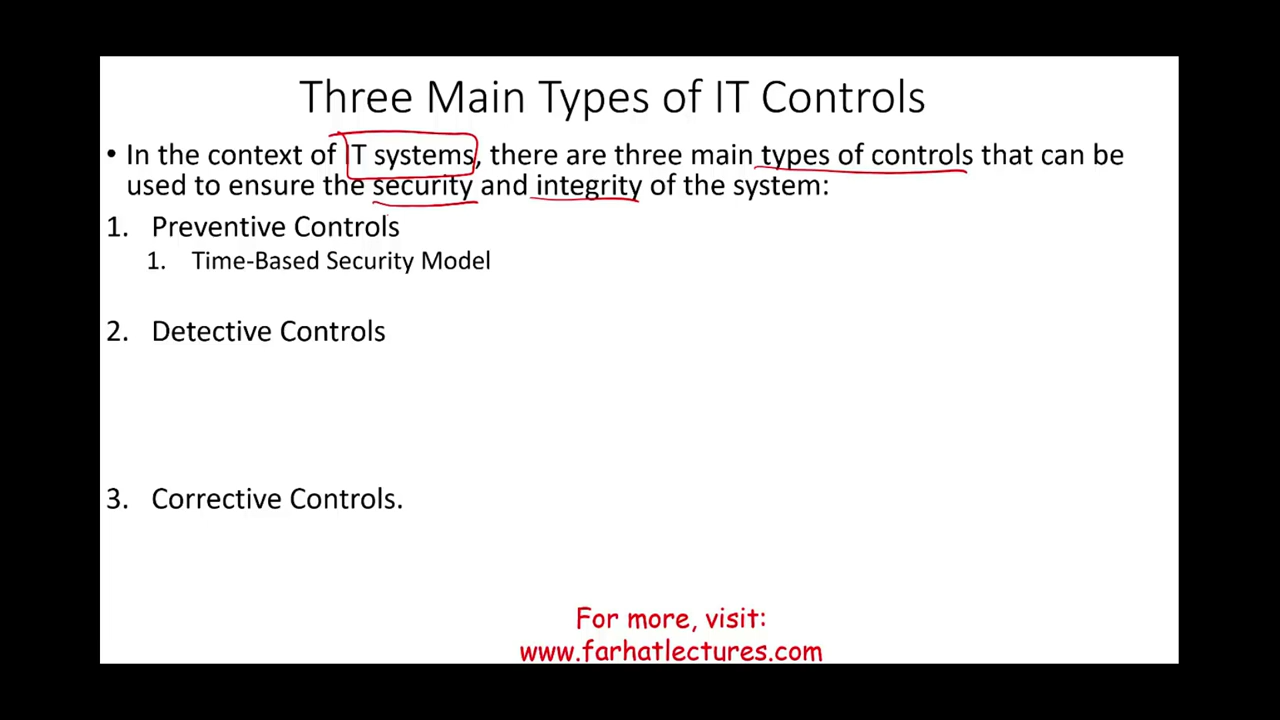 Three Main Types of IT Controls
• In the context of IT systems, there are three main types of controls that can be
used to ensure the security and integrity of the system:
1. Preventive Controls
1. Time-Based Security Model
2. Detective Controls
3. Corrective Controls.
For more, visit:
www.farhatlectures.com